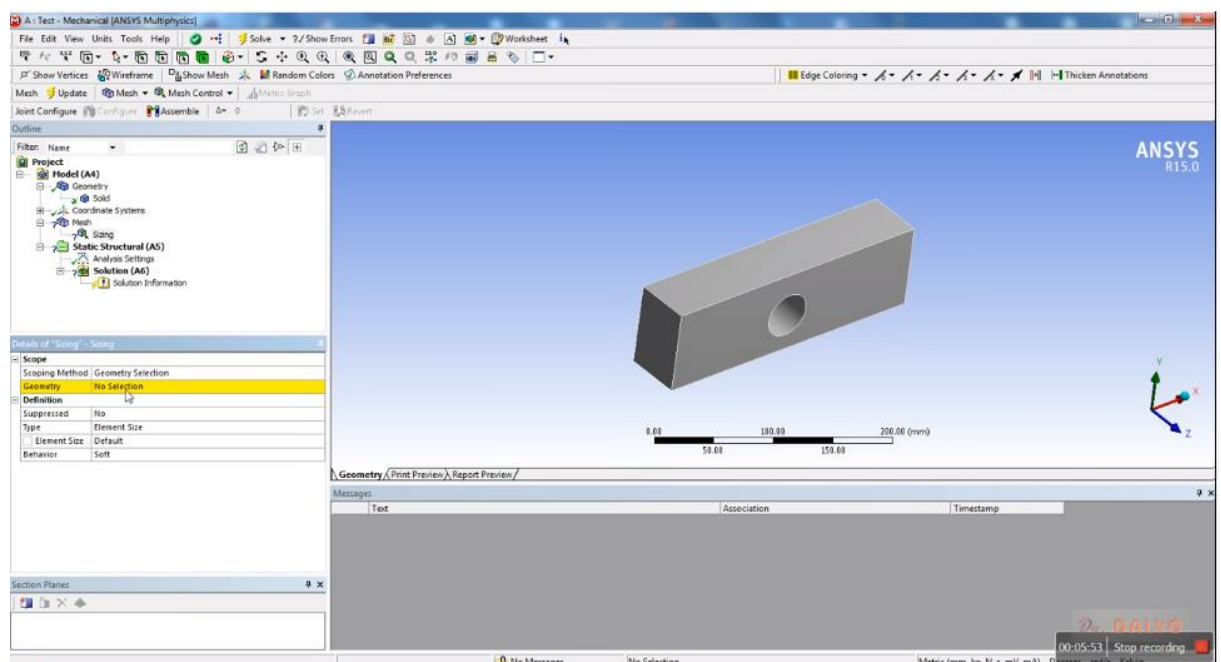 A : Test - Mechanical [ANSYS Multiphysics]
File Edit View Units Tools Help Solve ?/ Show Errors A Worksheet
Show Vertices Wireframe Show Mesh Random Colors Annotation Preferences Edge Coloring Thicken Annotations
Mesh Update Mesh Mesh Control Metric Graph
Joint Configure Configure Assemble Set Revert
Outline
Filter: Name
Project
Model (A4)
Geometry
Solid
Coordinate Systems
Mesh
Sizing
Static Structural (A5)
Analysis Settings
Solution (A6)
Solution Information
ANSYS
R15.0
Details of "Sizing" - Sizing
Scope
Scoping Method Geometry Selection
Geometry No Selection
Definition
Suppressed No
Type Element Size
Element Size Default
Behavior Soft
Y
X
Z
0.00 100.00 200.00 (mm)
50.00 150.00
Geometry Print Preview Report Preview
Messages
Text Association Timestamp
Section Planes
00:05:53 Stop recording
No Messages No Selection